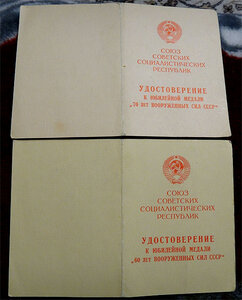 СОЮЗ
СОВЕТСКИХ
СОЦИАЛИСТИЧЕСКИХ
РЕСПУБЛИК
УДОСТОВЕРЕНИЕ
К ЮБИЛЕЙНОЙ МЕДАЛИ
"70 ЛЕТ ВООРУЖЕННЫХ СИЛ СССР"
СОЮЗ
СОВЕТСКИХ
СОЦИАЛИСТИЧЕСКИХ
РЕСПУБЛИК
УДОСТОВЕРЕНИЕ
К ЮБИЛЕЙНОЙ МЕДАЛИ
"60 ЛЕТ ВООРУЖЕННЫХ СИЛ СССР"